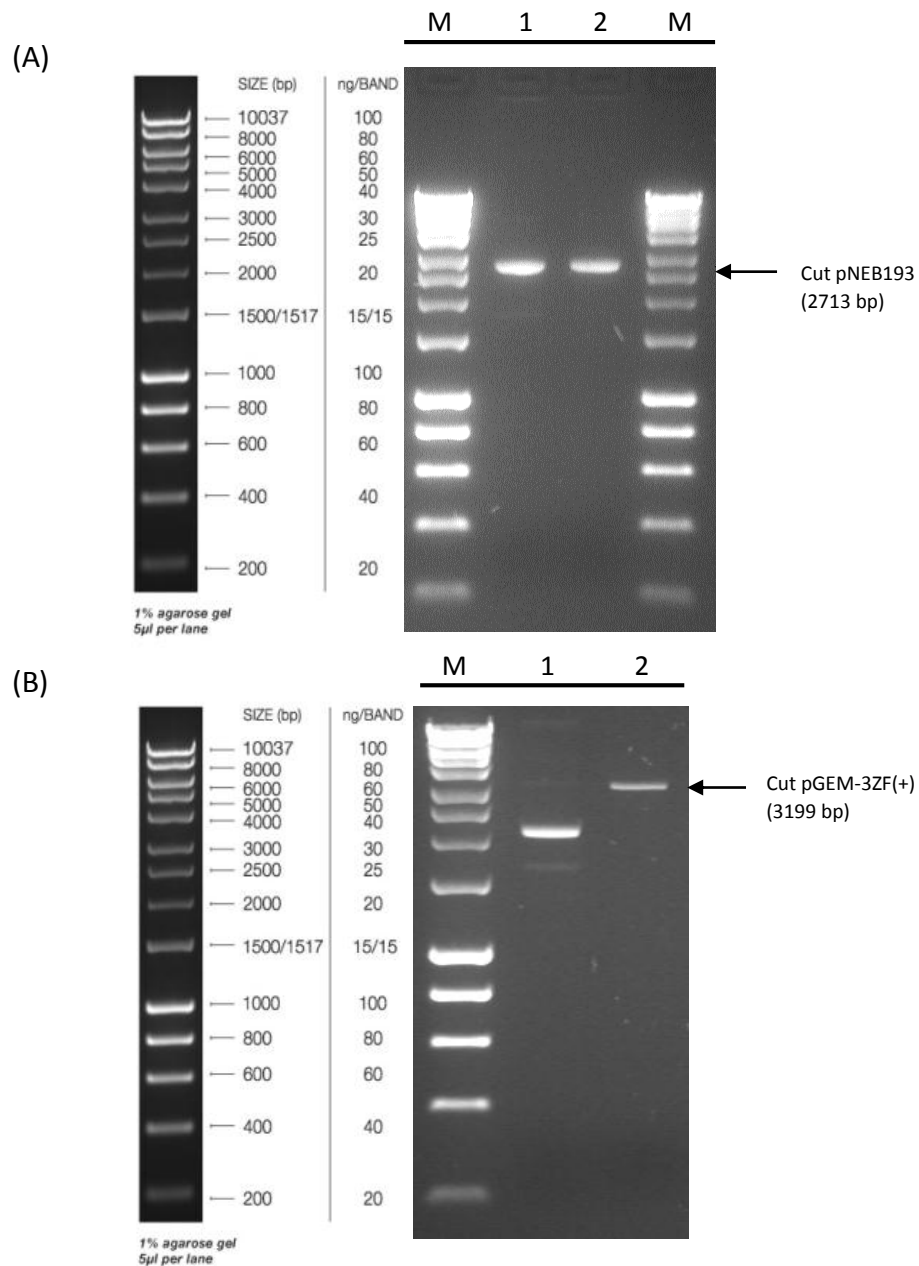 (A)
M 1 2 M
SIZE (bp) ng/BAND
10037 100
8000 80
6000 60
5000 50
4000 40
3000 30
2500 25
2000 20
1500/1517 15/15
1000 100
800 80
600 60
400 40
200 20
1% agarose gel
5µl per lane
Cut pNEB193
(2713 bp)
(B)
M 1 2
SIZE (bp) ng/BAND
10037 100
8000 80
6000 60
5000 50
4000 40
3000 30
2500 25
2000 20
1500/1517 15/15
1000 100
800 80
600 60
400 40
200 20
1% agarose gel
5µl per lane
Cut pGEM-3ZF(+)
(3199 bp)